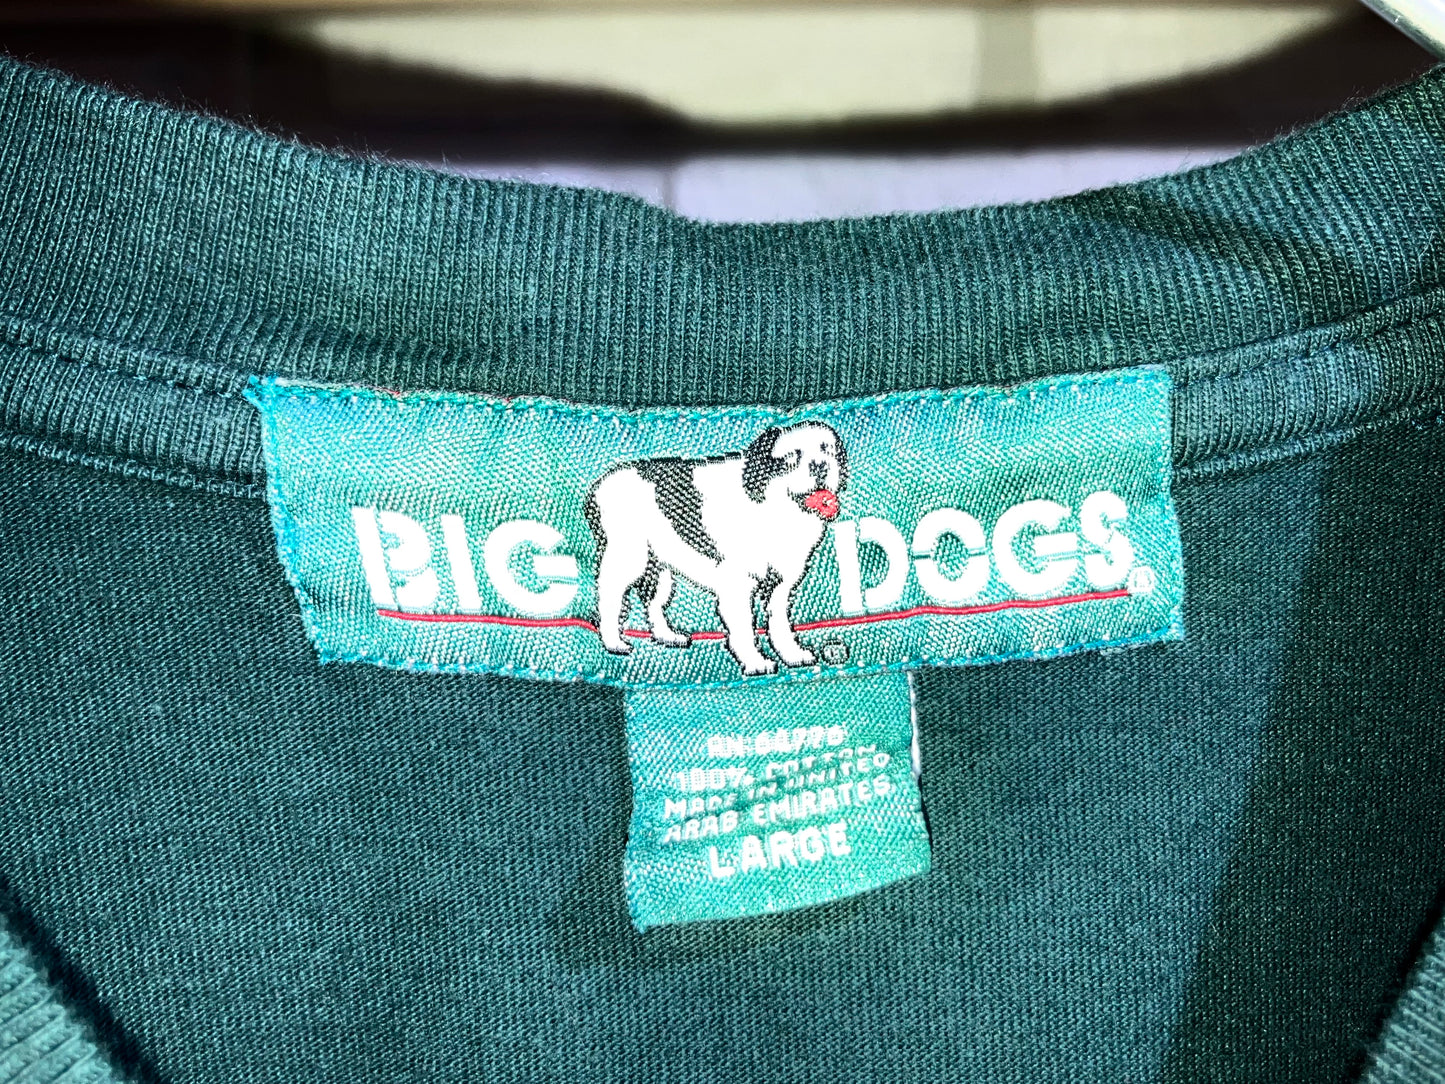 BIG DOGS®
®
RN 64775
100% COTTON
MADE IN UNITED
ARAB EMIRATES
LARGE